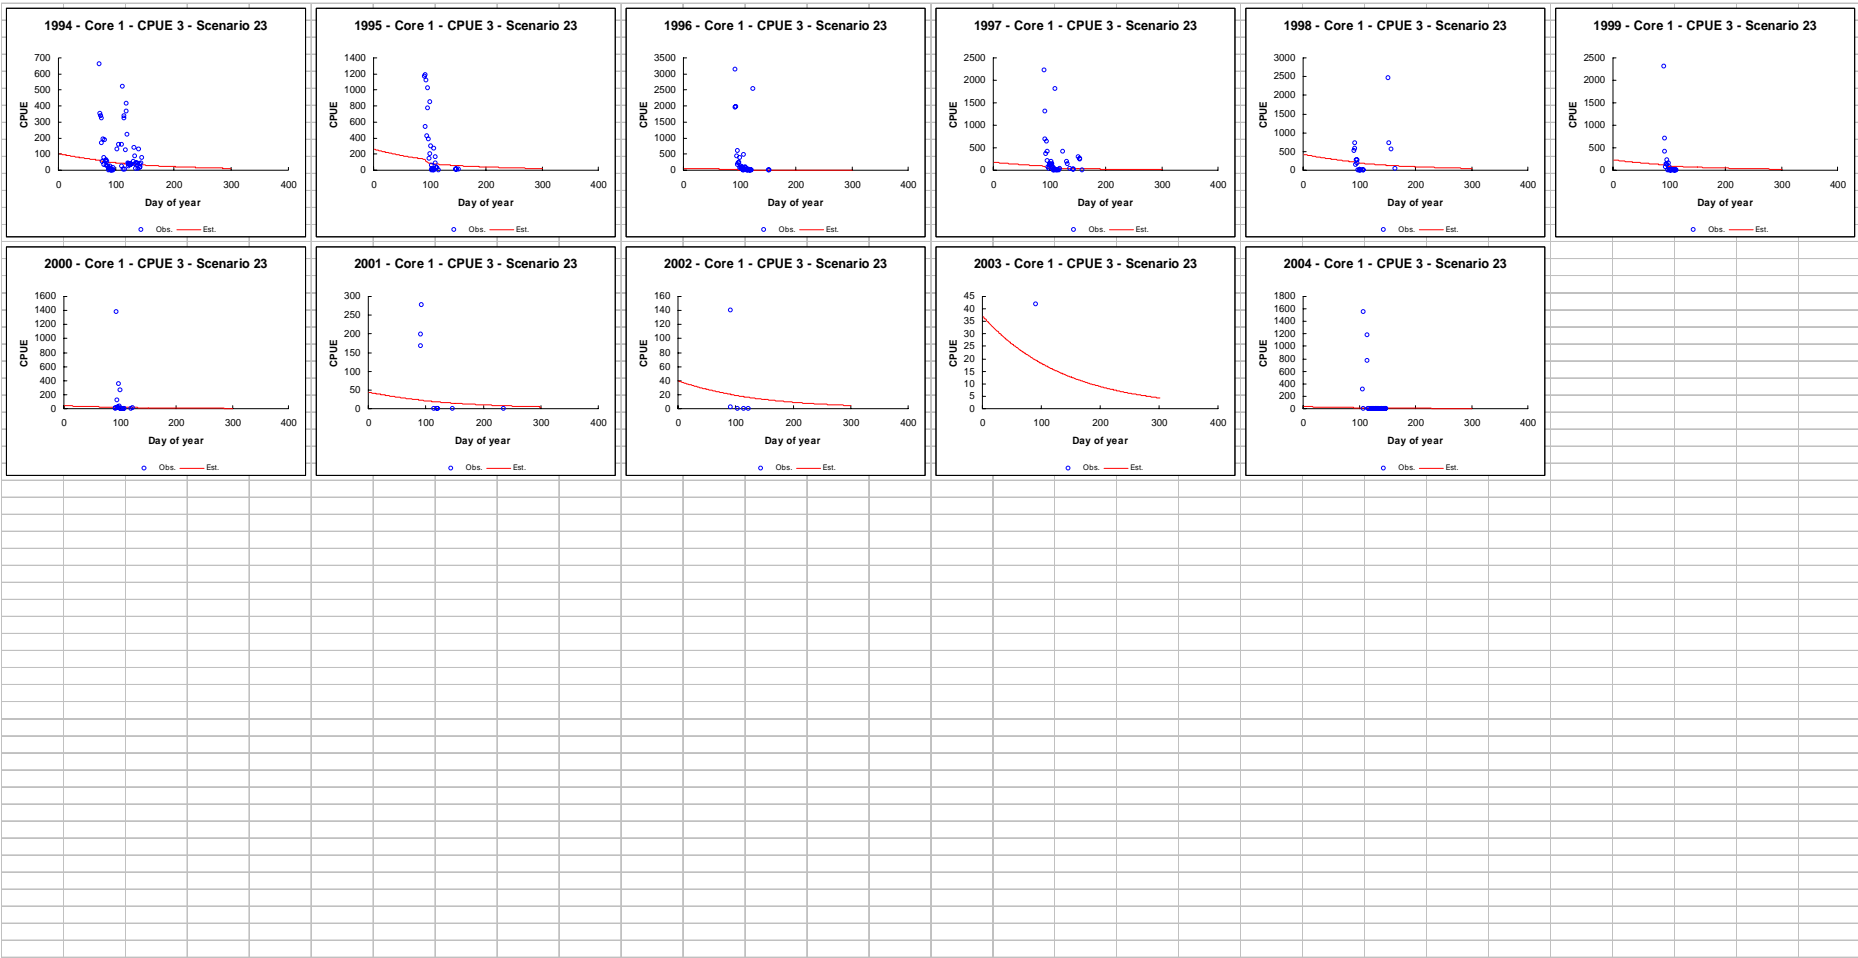 1994 - Core 1 - CPUE 3 - Scenario 23
700
600
500
400
300
200
100
0
CPUE
0 100 200 300 400
Day of year
Obs. Est.
1995 - Core 1 - CPUE 3 - Scenario 23
1400
1200
1000
800
600
400
200
0
CPUE
0 100 200 300 400
Day of year
Obs. Est.
1996 - Core 1 - CPUE 3 - Scenario 23
3500
3000
2500
2000
1500
1000
500
0
CPUE
0 100 200 300 400
Day of year
Obs. Est.
1997 - Core 1 - CPUE 3 - Scenario 23
2500
2000
1500
1000
500
0
CPUE
0 100 200 300 400
Day of year
Obs. Est.
1998 - Core 1 - CPUE 3 - Scenario 23
3000
2500
2000
1500
1000
500
0
CPUE
0 100 200 300 400
Day of year
Obs. Est.
1999 - Core 1 - CPUE 3 - Scenario 23
2500
2000
1500
1000
500
0
CPUE
0 100 200 300 400
Day of year
Obs. Est.
2000 - Core 1 - CPUE 3 - Scenario 23
1600
1400
1200
1000
800
600
400
200
0
CPUE
0 100 200 300 400
Day of year
Obs. Est.
2001 - Core 1 - CPUE 3 - Scenario 23
300
250
200
150
100
50
0
CPUE
0 100 200 300 400
Day of year
Obs. Est.
2002 - Core 1 - CPUE 3 - Scenario 23
160
140
120
100
80
60
40
20
0
CPUE
0 100 200 300 400
Day of year
Obs. Est.
2003 - Core 1 - CPUE 3 - Scenario 23
45
40
35
30
25
20
15
10
5
0
CPUE
0 100 200 300 400
Day of year
Obs. Est.
2004 - Core 1 - CPUE 3 - Scenario 23
1800
1600
1400
1200
1000
800
600
400
200
0
CPUE
0 100 200 300 400
Day of year
Obs. Est.